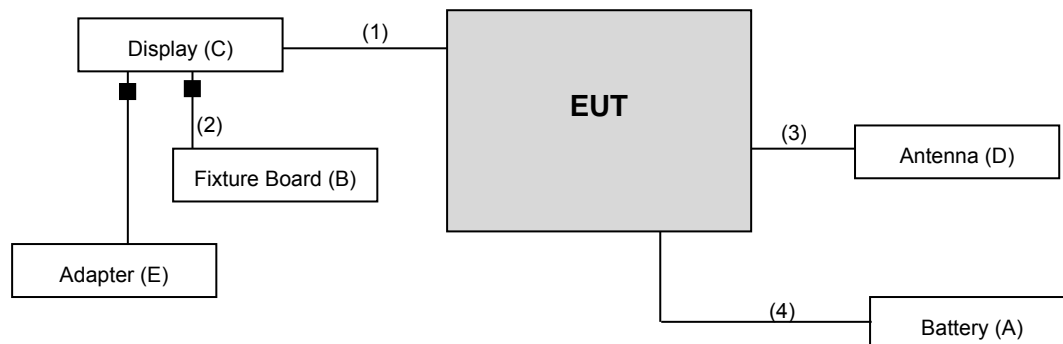 Display (C)
(1)
EUT
(2)
(3)
Antenna (D)
Fixture Board (B)
Adapter (E)
(4)
Battery (A)